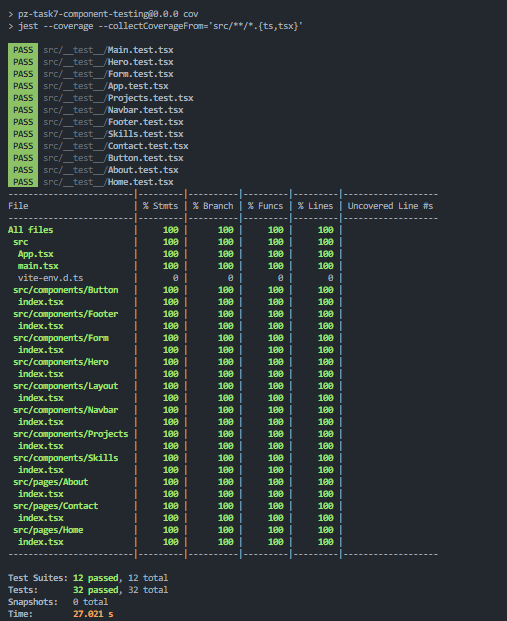 > pz-task7-component-testing@0.0.0 cov
> jest --coverage --collectCoverageFrom='src/**/*.{ts,tsx}'
PASS src/__test__/Main.test.tsx
PASS src/__test__/Hero.test.tsx
PASS src/__test__/Form.test.tsx
PASS src/__test__/App.test.tsx
PASS src/__test__/Projects.test.tsx
PASS src/__test__/Navbar.test.tsx
PASS src/__test__/Footer.test.tsx
PASS src/__test__/Skills.test.tsx
PASS src/__test__/Contact.test.tsx
PASS src/__test__/Button.test.tsx
PASS src/__test__/About.test.tsx
PASS src/__test__/Home.test.tsx
-------------------------|---------|----------|---------|---------|-------------------
File | % Stmts | % Branch | % Funcs | % Lines | Uncovered Line #s
-------------------------|---------|----------|---------|---------|-------------------
All files | 100 | 100 | 100 | 100 |
src | 100 | 100 | 100 | 100 |
App.tsx | 100 | 100 | 100 | 100 |
main.tsx | 100 | 100 | 100 | 100 |
vite-env.d.ts | 0 | 0 | 0 | 0 |
src/components/Button | 100 | 100 | 100 | 100 |
index.tsx | 100 | 100 | 100 | 100 |
src/components/Footer | 100 | 100 | 100 | 100 |
index.tsx | 100 | 100 | 100 | 100 |
src/components/Form | 100 | 100 | 100 | 100 |
index.tsx | 100 | 100 | 100 | 100 |
src/components/Hero | 100 | 100 | 100 | 100 |
index.tsx | 100 | 100 | 100 | 100 |
src/components/Layout | 100 | 100 | 100 | 100 |
index.tsx | 100 | 100 | 100 | 100 |
src/components/Navbar | 100 | 100 | 100 | 100 |
index.tsx | 100 | 100 | 100 | 100 |
src/components/Projects | 100 | 100 | 100 | 100 |
index.tsx | 100 | 100 | 100 | 100 |
src/components/Skills | 100 | 100 | 100 | 100 |
index.tsx | 100 | 100 | 100 | 100 |
src/pages/About | 100 | 100 | 100 | 100 |
index.tsx | 100 | 100 | 100 | 100 |
src/pages/Contact | 100 | 100 | 100 | 100 |
index.tsx | 100 | 100 | 100 | 100 |
src/pages/Home | 100 | 100 | 100 | 100 |
index.tsx | 100 | 100 | 100 | 100 |
-------------------------|---------|----------|---------|---------|-------------------
Test Suites: 12 passed, 12 total
Tests: 32 passed, 32 total
Snapshots: 0 total
Time: 27.021 s